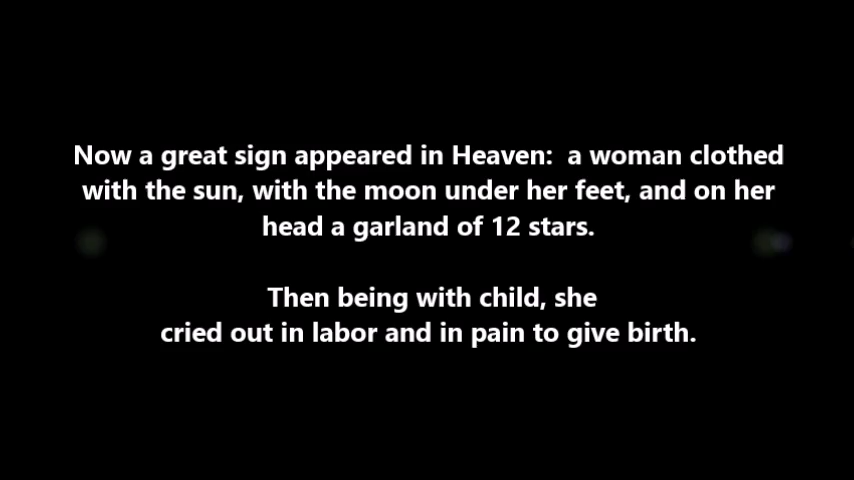 Now a great sign appeared in Heaven:  a woman clothed
with the sun, with the moon under her feet, and on her
head a garland of 12 stars.
Then being with child, she
cried out in labor and in pain to give birth.